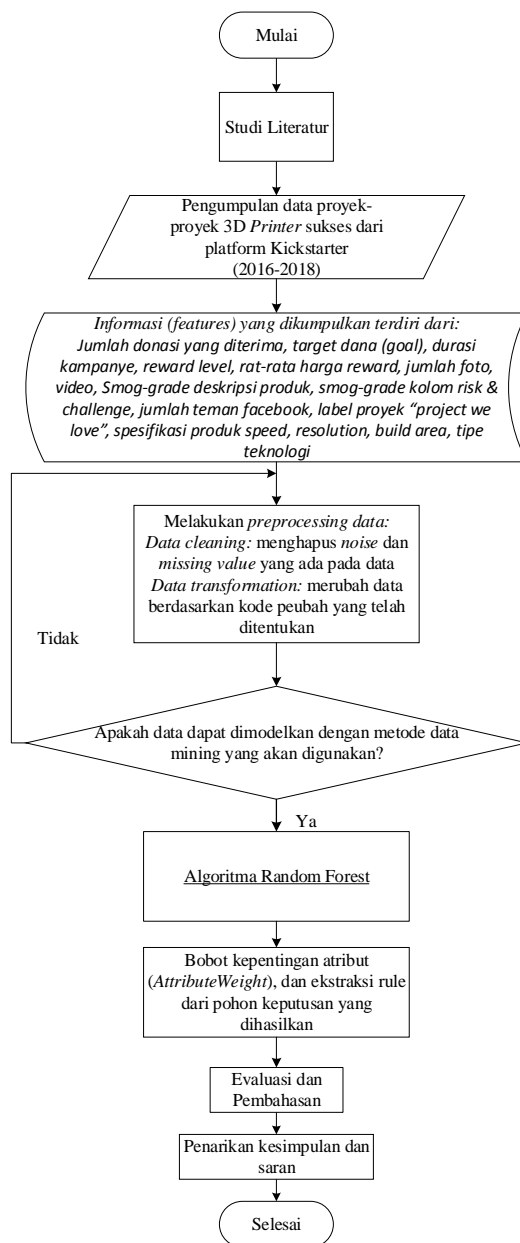 Mulai
Studi Literatur
Pengumpulan data proyek-
proyek 3D Printer sukses dari
platform Kickstarter
(2016-2018)
Informasi (features) yang dikumpulkan terdiri dari:
Jumlah donasi yang diterima, target dana (goal), durasi
kampanye, reward level, rat-rata harga reward, jumlah foto,
video, Smog-grade deskripsi produk, smog-grade kolom risk &
challenge, jumlah teman facebook, label proyek “project we
love”, spesifikasi produk speed, resolution, build area, tipe
teknologi
Melakukan preprocessing data:
Data cleaning: menghapus noise dan
missing value yang ada pada data
Data transformation: merubah data
berdasarkan kode peubah yang telah
ditentukan
Tidak
Apakah data dapat dimodelkan dengan metode data
mining yang akan digunakan?
Ya
Algoritma Random Forest
Bobot kepentingan atribut
(AttributeWeight), dan ekstraksi rule
dari pohon keputusan yang
dihasilkan
Evaluasi dan
Pembahasan
Penarikan kesimpulan dan
saran
Selesai